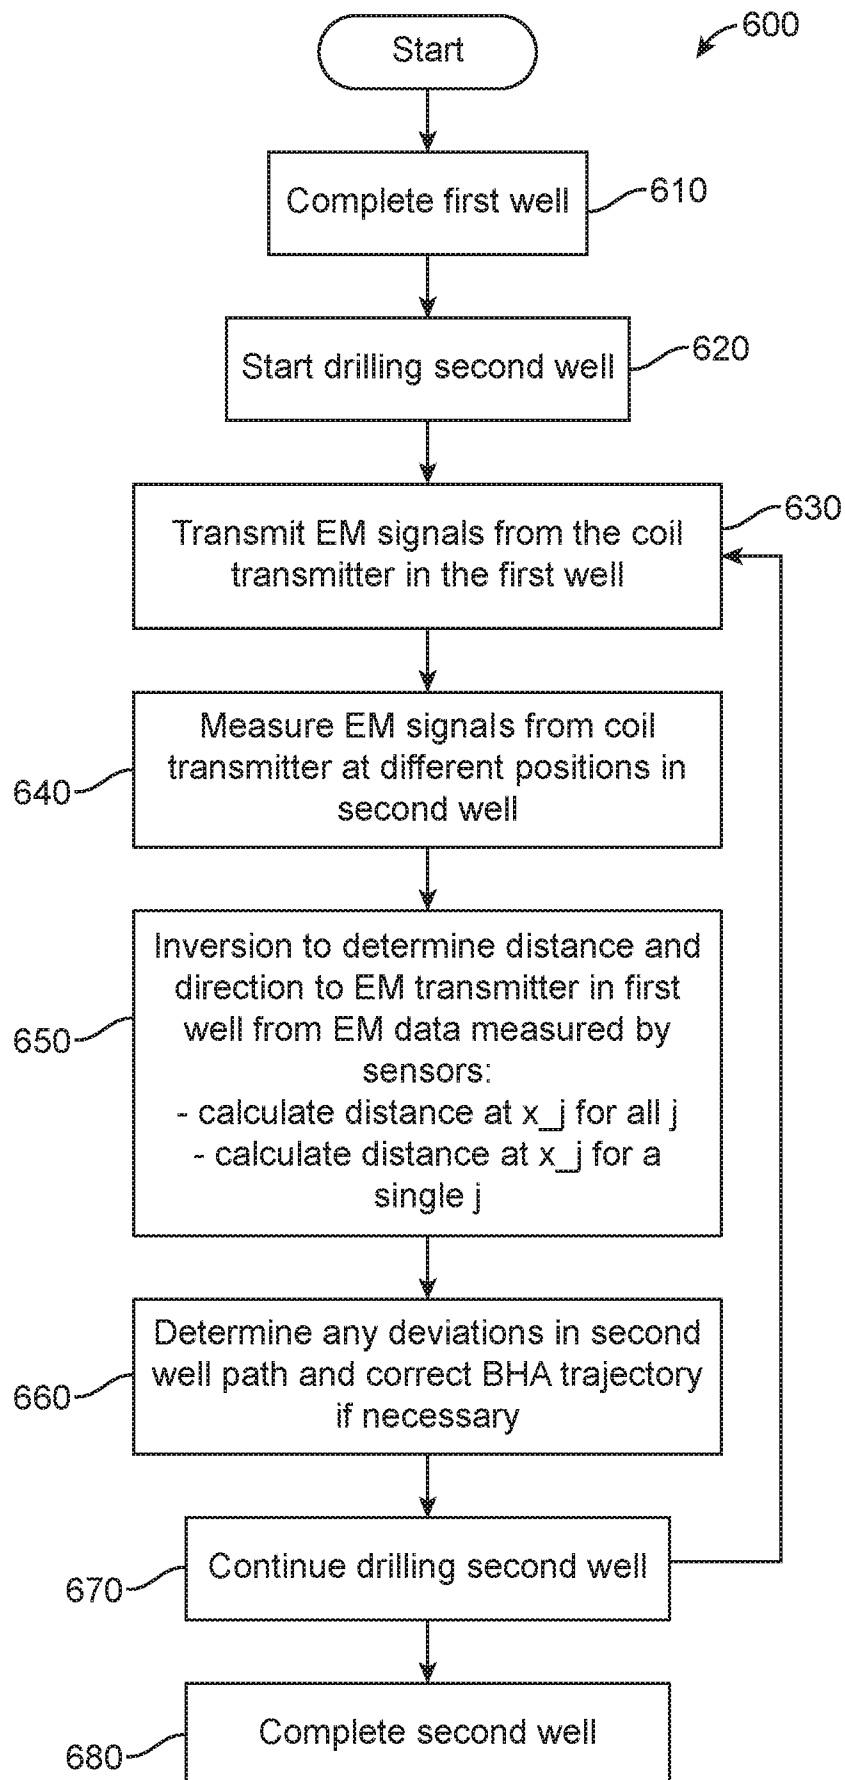 Start
600
Complete first well
610
Start drilling second well
620
Transmit EM signals from the coil
transmitter in the first well
630
Measure EM signals from coil
transmitter at different positions in
second well
640
Inversion to determine distance and
direction to EM transmitter in first
well from EM data measured by
sensors:
- calculate distance at x_j for all j
- calculate distance at x_j for a
single j
650
Determine any deviations in second
well path and correct BHA trajectory
if necessary
660
Continue drilling second well
670
Complete second well
680